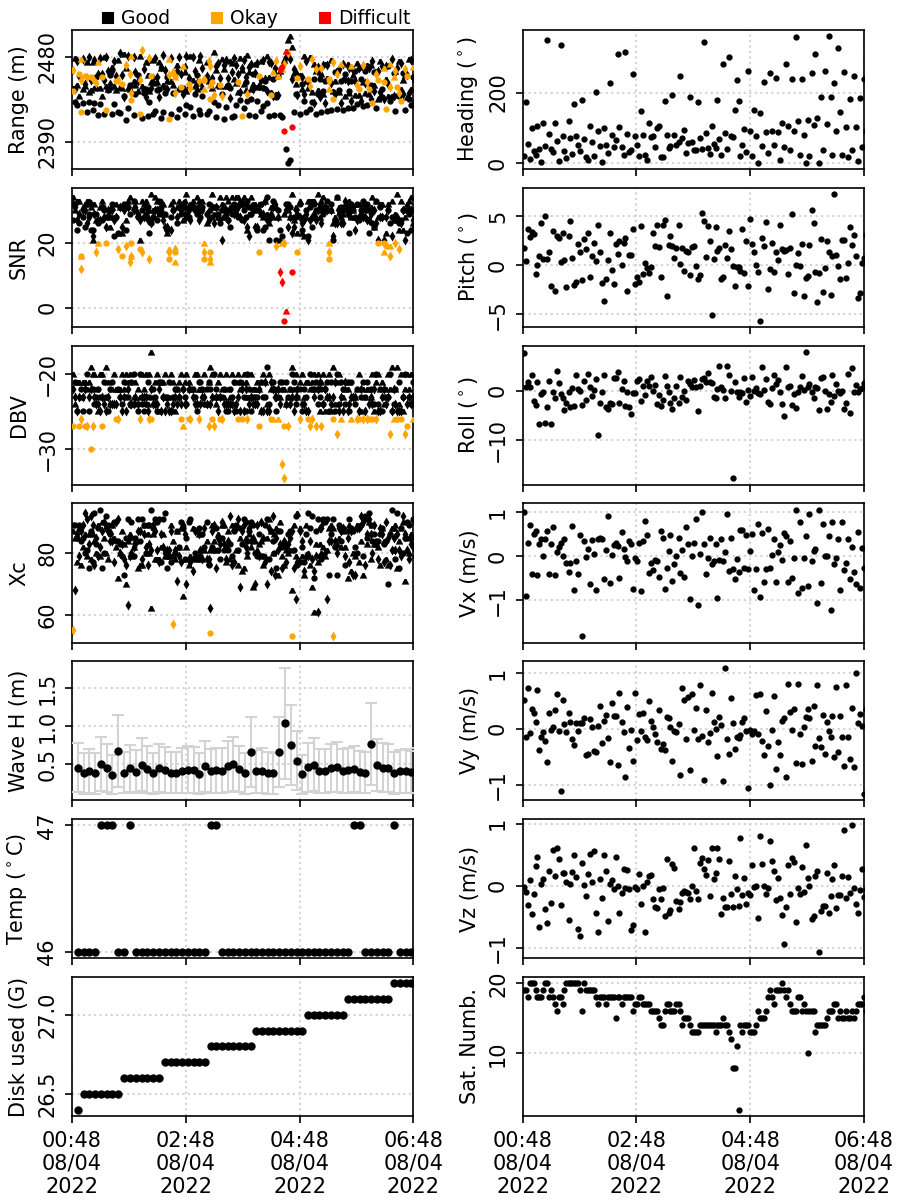 Good Okay Difficult
Range (m)
2480
2390
Heading (°)
200
0
SNR
20
0
Pitch (°)
5
0
−5
DBV
−20
−30
Roll (°)
0
−10
Xc
80
60
Vx (m/s)
1
0
−1
Wave H (m)
1.5
1.0
0.5
Vy (m/s)
1
0
−1
Temp (°C)
47
46
Vz (m/s)
1
0
−1
Disk used (G)
27.0
26.5
Sat. Numb.
20
10
00:48 02:48 04:48 06:48
08/04 08/04 08/04 08/04
2022 2022 2022 2022
00:48 02:48 04:48 06:48
08/04 08/04 08/04 08/04
2022 2022 2022 2022